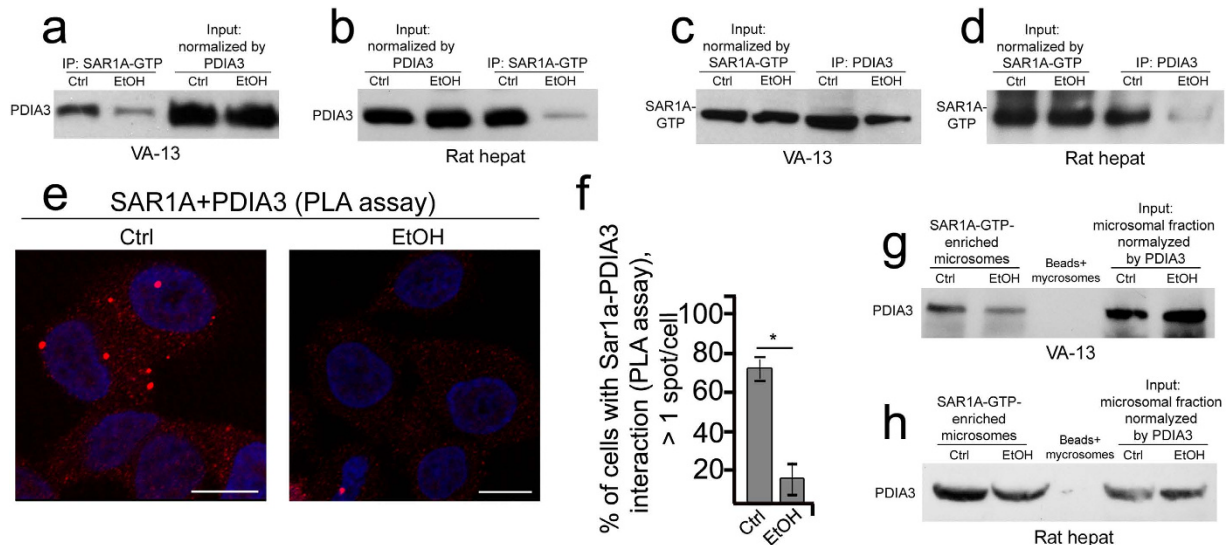 a
IP: SAR1A-GTP
Ctrl EtOH
Input:
normalized by
PDIA3
Ctrl EtOH
PDIA3
VA-13
b
Input:
normalized by
PDIA3
Ctrl EtOH
IP: SAR1A-GTP
Ctrl EtOH
PDIA3
Rat hepat
c
Input:
normalized by
SAR1A-GTP
Ctrl EtOH
IP: PDIA3
Ctrl EtOH
SAR1A-
GTP
VA-13
d
Input:
normalized by
SAR1A-GTP
Ctrl EtOH
IP: PDIA3
Ctrl EtOH
SAR1A-
GTP
Rat hepat
e
SAR1A+PDIA3 (PLA assay)
Ctrl EtOH
f
% of cells with Sar1a-PDIA3
interaction (PLA assay),
> 1 spot/cell
100
80
60
40
20
*
Ctrl
EtOH
g
SAR1A-GTP-
enriched
microsomes
Ctrl EtOH
Beads+
mycrosomes
Input:
microsomal fraction
normalyzed
by PDIA3
Ctrl EtOH
PDIA3
VA-13
h
SAR1A-GTP-
enriched
microsomes
Ctrl EtOH
Beads+
mycrosomes
Input:
microsomal fraction
normalyzed
by PDIA3
Ctrl EtOH
PDIA3
Rat hepat